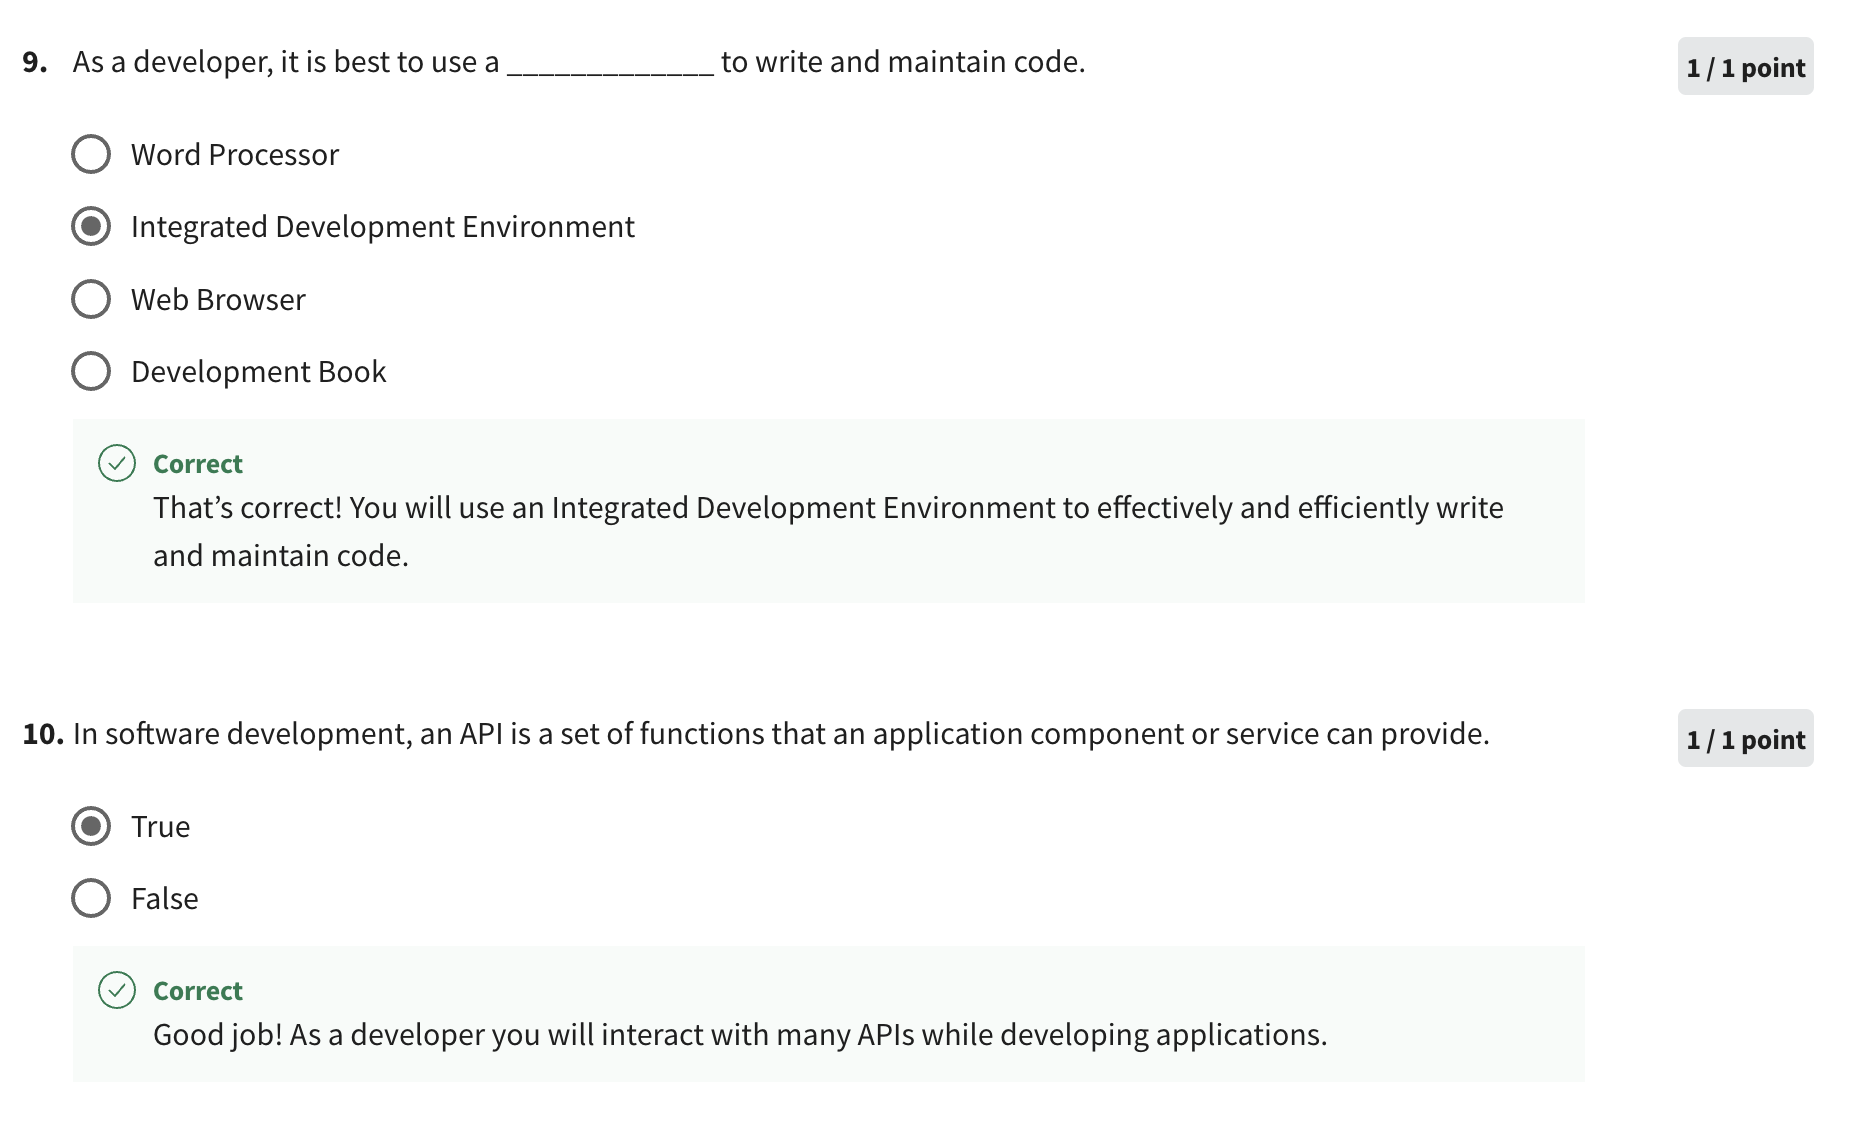 9. As a developer, it is best to use a _____________ to write and maintain code.
1 / 1 point
Word Processor
Integrated Development Environment
Web Browser
Development Book
Correct
That’s correct! You will use an Integrated Development Environment to effectively and efficiently write
and maintain code.
10. In software development, an API is a set of functions that an application component or service can provide.
1 / 1 point
True
False
Correct
Good job! As a developer you will interact with many APIs while developing applications.